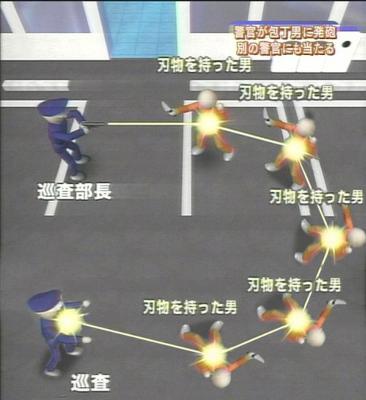 警官が包丁男に発砲
別の警官にも当たる
刃物を持った男
刃物を持った男
巡査部長
刃物を持った男
刃物を持った男
刃物を持った男
巡査